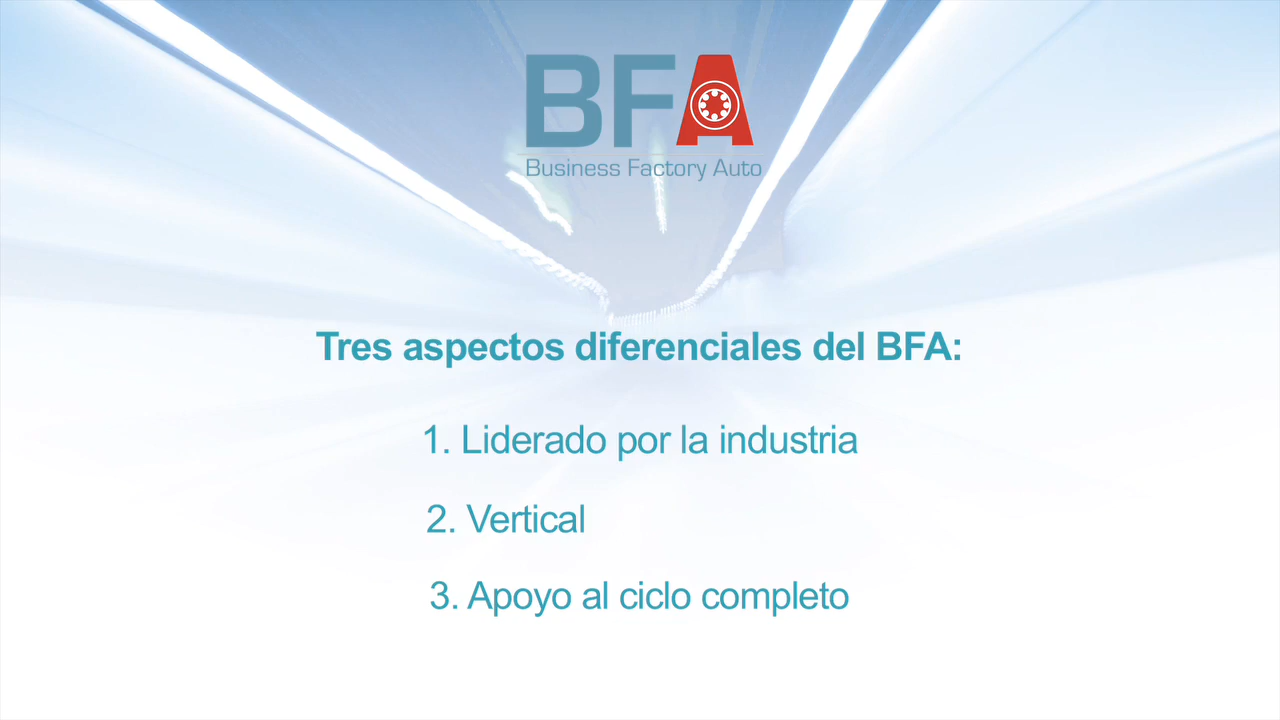 BFA
Business Factory Auto
Tres aspectos diferenciales del BFA:
1. Liderado por la industria
2. Vertical
3. Apoyo al ciclo completo